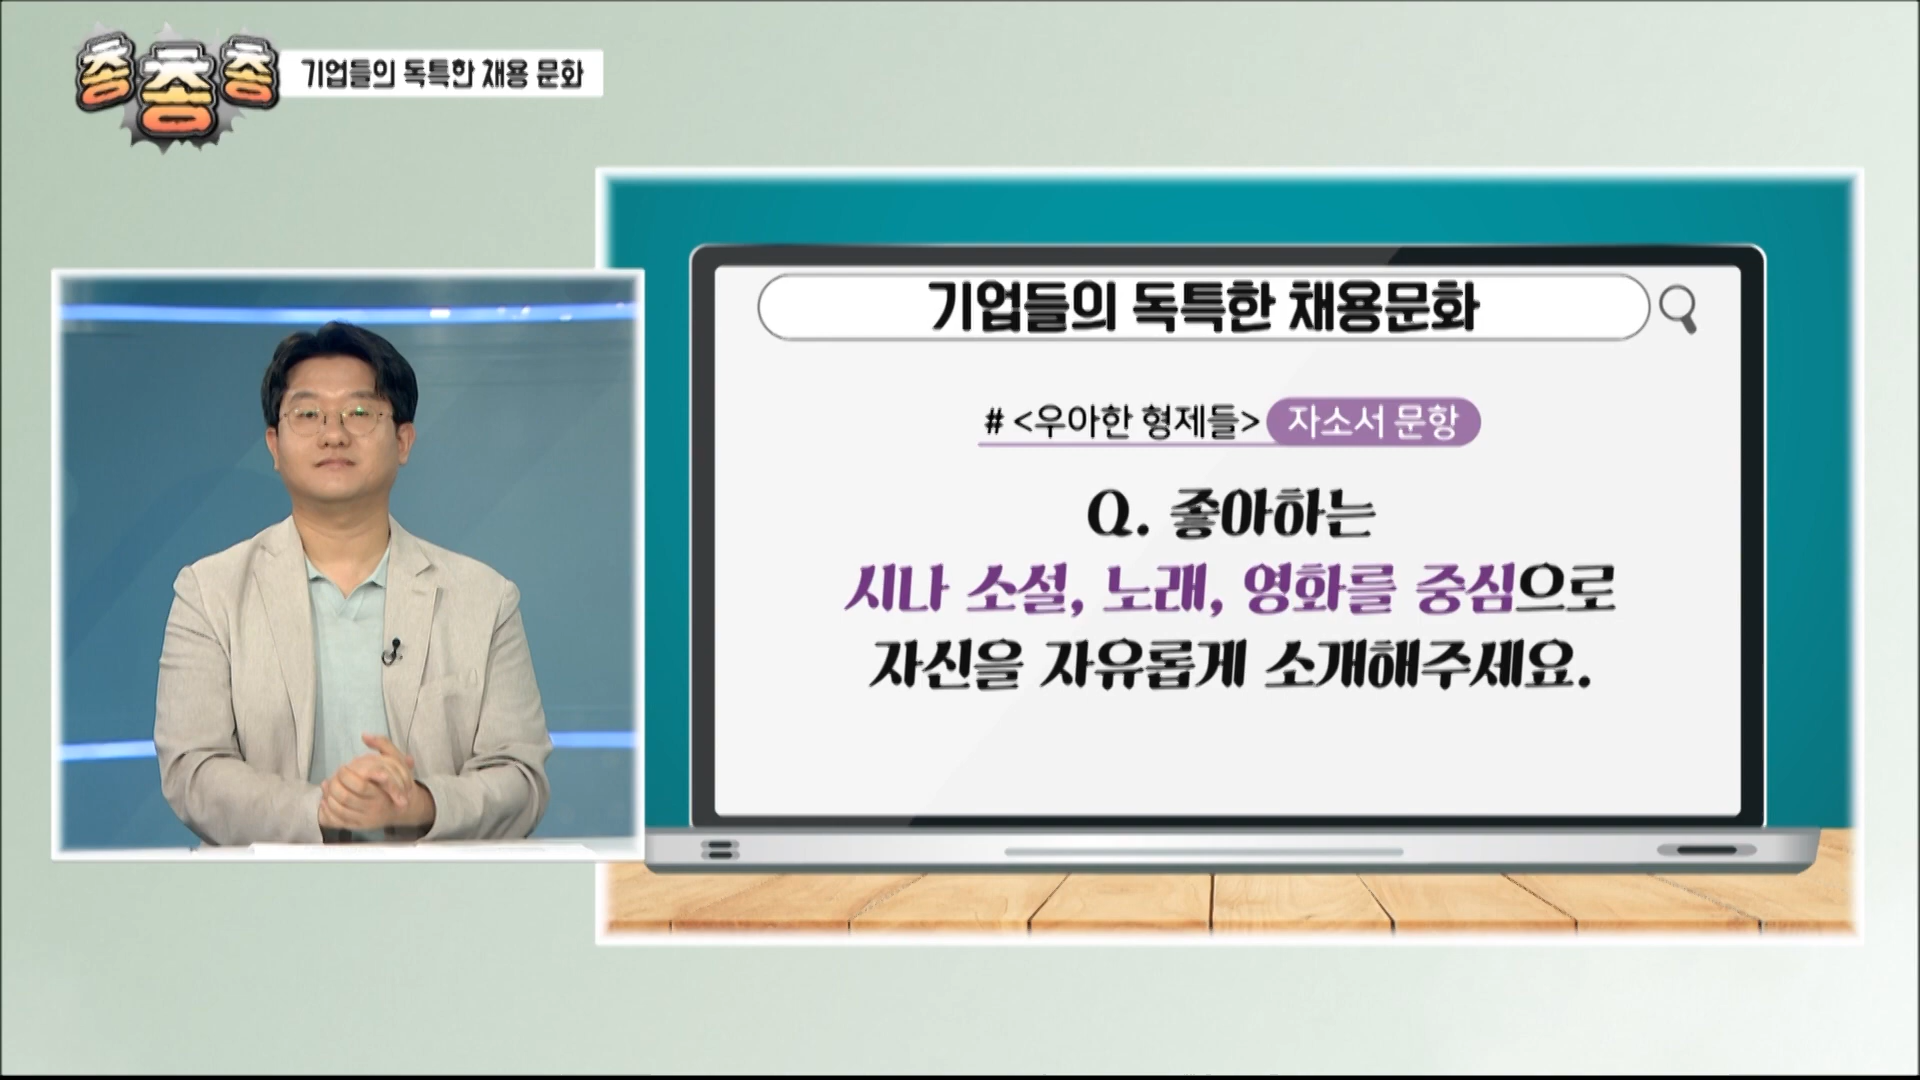 촘촘촘
기업들의 독특한 채용 문화
기업들의 독특한 채용문화
# <우아한 형제들> 자소서 문항
Q. 좋아하는
시나 소설, 노래, 영화를 중심으로
자신을 자유롭게 소개해주세요.